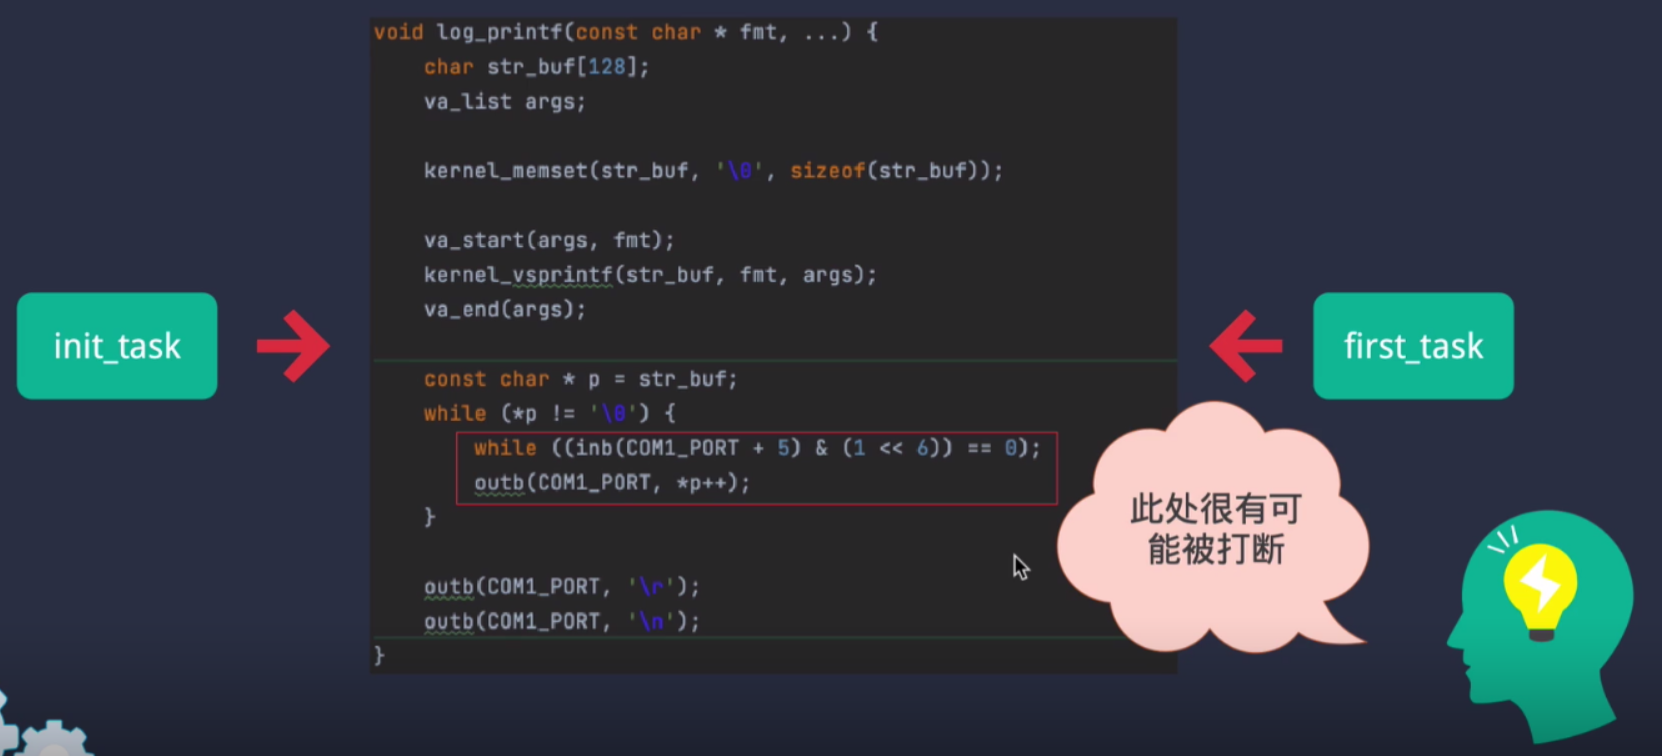 void log_printf(const char * fmt, ...) {
    char str_buf[128];
    va_list args;
    kernel_memset(str_buf, '\0', sizeof(str_buf));
    va_start(args, fmt);
    kernel_vsprintf(str_buf, fmt, args);
    va_end(args);
init_task
first_task
    const char * p = str_buf;
    while (*p != '\0') {
        while ((inb(COM1_PORT + 5) & (1 << 6)) == 0);
        outb(COM1_PORT, *p++);
    }
    outb(COM1_PORT, '\r');
    outb(COM1_PORT, '\n');
}
此处很有可
能被打断